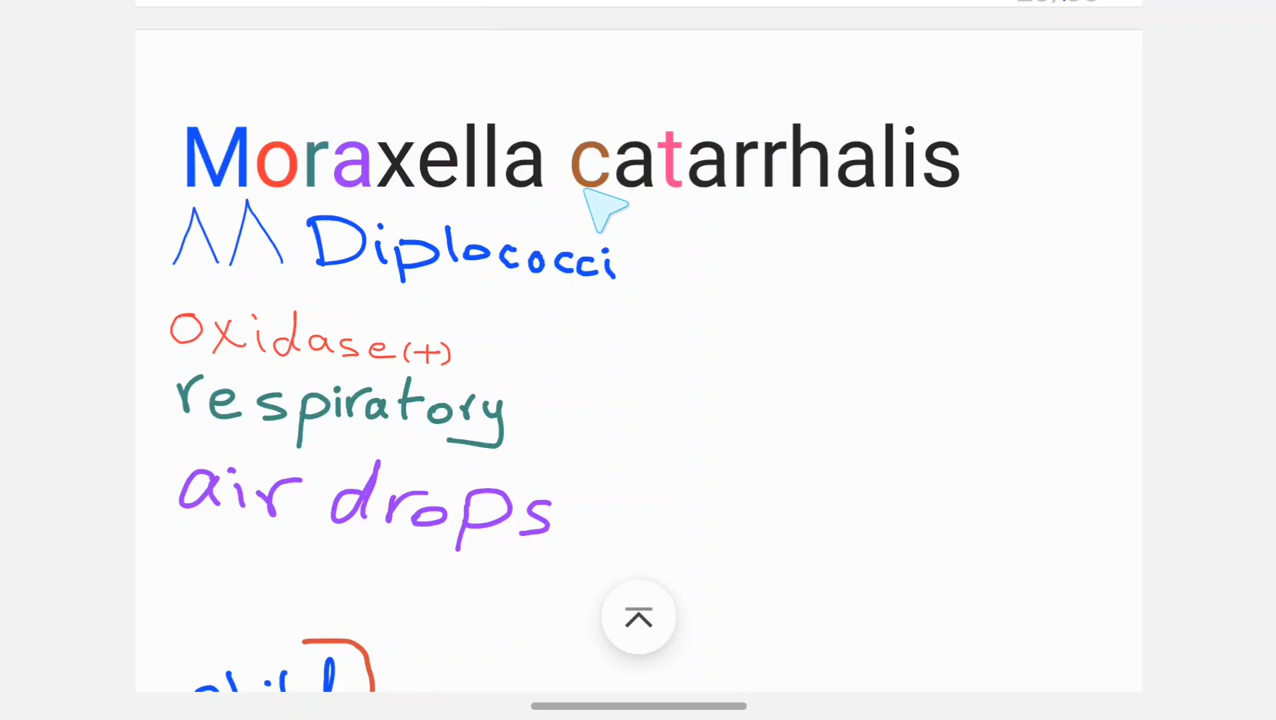 Moraxella catarrhalis
Diplococci
oxidase(+)
respiratory
air drops